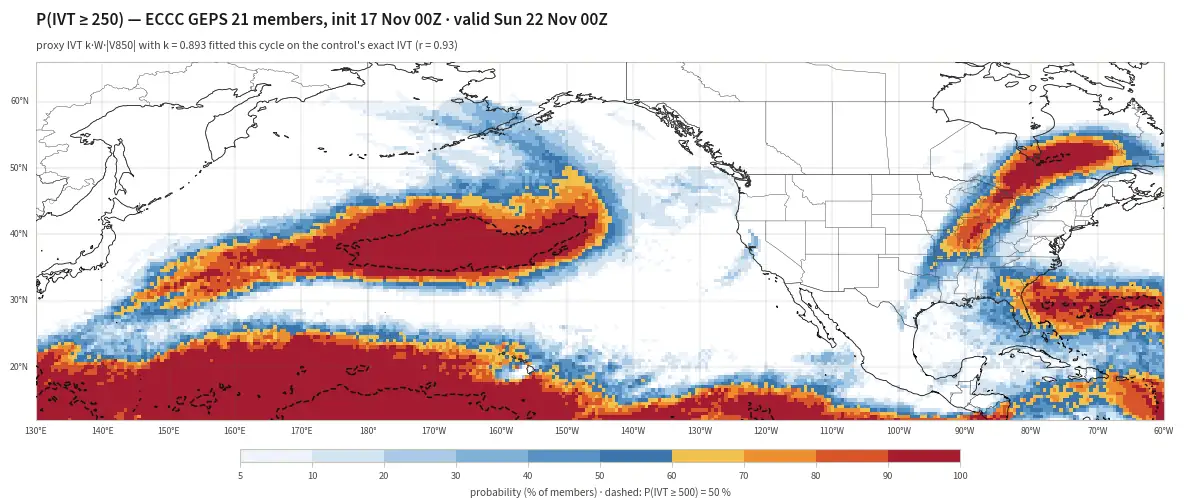 P(IVT ≥ 250) — ECCC GEPS 21 members, init 17 Nov 00Z · valid Sun 22 Nov 00Z
proxy IVT k·W·|V850| with k = 0.893 fitted this cycle on the control's exact IVT (r = 0.93)
60°N
50°N
40°N
30°N
20°N
130°E 140°E 150°E 160°E 170°E 180° 170°W 160°W 150°W 140°W 130°W 120°W 110°W 100°W 90°W 80°W 70°W 60°W
5 10 20 30 40 50 60 70 80 90 100
probability (% of members) · dashed: P(IVT ≥ 500) = 50 %